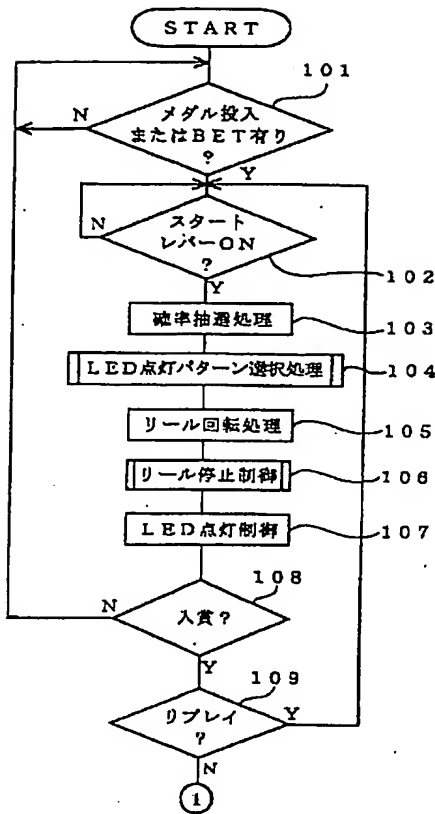 START
101
N
メダル投入
またはBET有り
?
Y
N
スタート
レバーON
?
102
Y
確率抽選処理
103
LED点灯パターン選択処理
104
リール回転処理
105
リール停止制御
106
LED点灯制御
107
108
N
入賞?
Y
109
リプレイ
?
Y
N
1